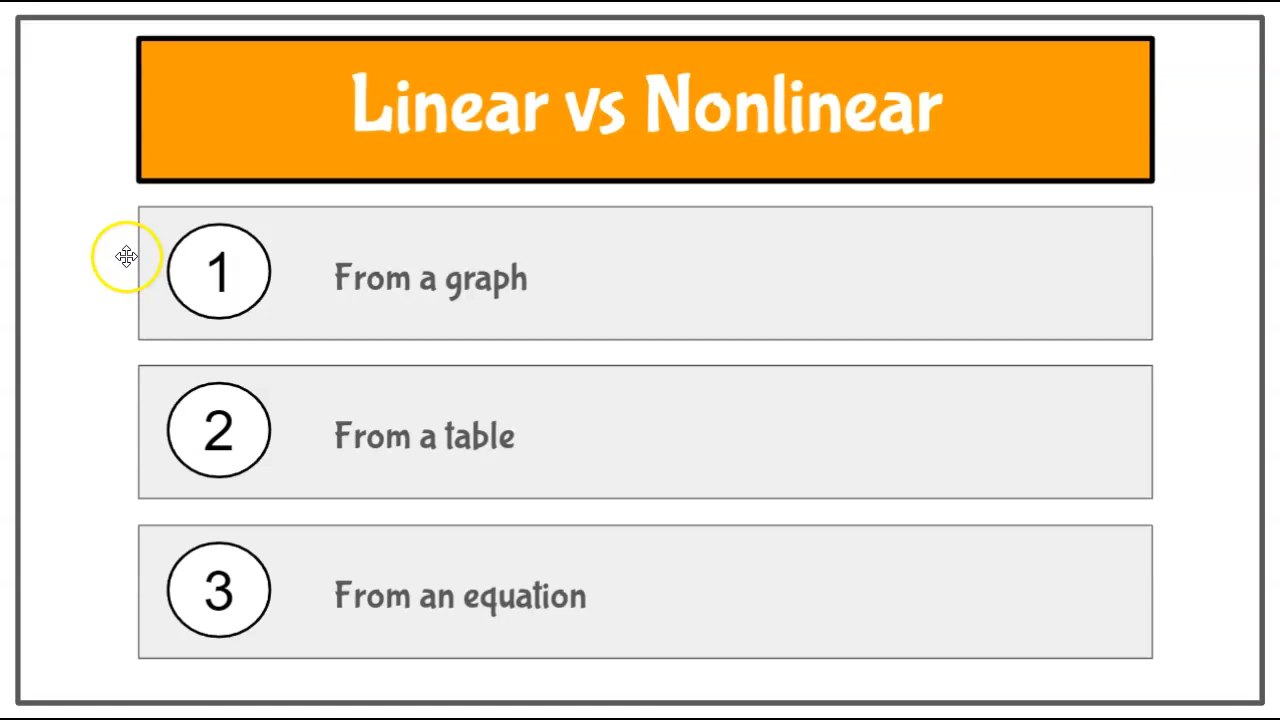 Linear vs Nonlinear
1 From a graph
2 From a table
3 From an equation